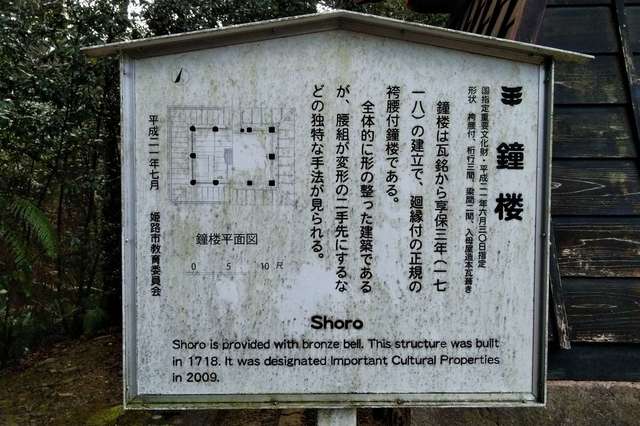 鐘楼
国指定重要文化財・平成二一年六月三〇日指定
形状 袴腰付、桁行三間、梁間二間、入母屋造本瓦葺き
鐘楼は瓦銘から享保三年(一七
一八)の建立で、廻縁付の正規の
袴腰付鐘楼である。
全体的に形の整った建築である
が、腰組が変形の二手先にするな
どの独特な手法が見られる。
鐘楼平面図
0 5 10 尺
平成二一年七月 姫路市教育委員会
Shoro
Shoro is provided with bronze bell. This structure was built
in 1718. It was designated Important Cultural Properties
in 2009.